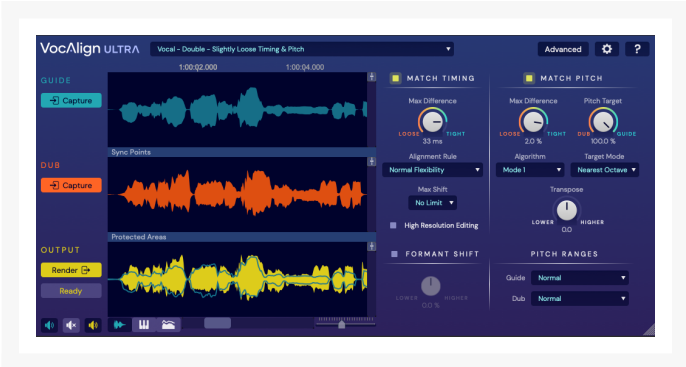 VocAlign ULTRA
Vocal - Double - Slightly Loose Timing & Pitch
Advanced
?
1:00:02.000
1:00:04.000
GUIDE
Capture
Sync Points
DUB
Capture
Protected Areas
OUTPUT
Render
Ready
MATCH TIMING
Max Difference
LOOSE
TIGHT
33 ms
Alignment Rule
Normal Flexibility
Max Shift
No Limit
High Resolution Editing
MATCH PITCH
Max Difference
Pitch Target
LOOSE
TIGHT
DUB
GUIDE
2.0 %
100.0 %
Algorithm
Target Mode
Mode 1
Nearest Octave
Transpose
LOWER
HIGHER
0.0
FORMANT SHIFT
LOWER
HIGHER
0.0 %
PITCH RANGES
Guide
Normal
Dub
Normal